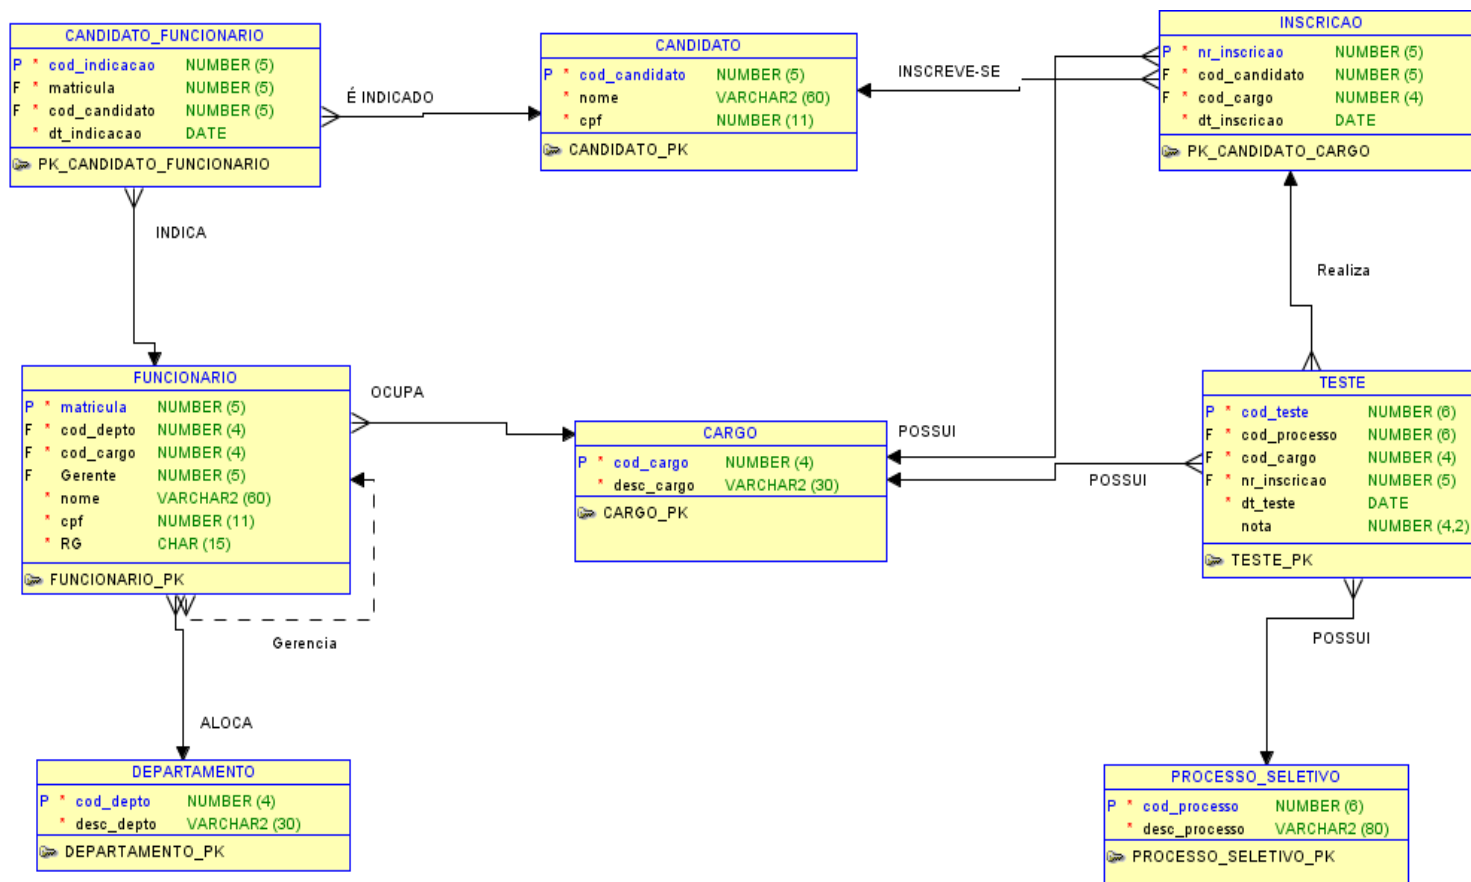 CANDIDATO_FUNCIONARIO
P * cod_indicacao NUMBER (5)
F * matricula NUMBER (5)
F * cod_candidato NUMBER (5)
* dt_indicacao DATE
PK_CANDIDATO_FUNCIONARIO
É INDICADO
CANDIDATO
P * cod_candidato NUMBER (5)
* nome VARCHAR2 (60)
* cpf NUMBER (11)
CANDIDATO_PK
INSCREVE-SE
INSCRICAO
P * nr_inscricao NUMBER (5)
F * cod_candidato NUMBER (5)
F * cod_cargo NUMBER (4)
* dt_inscricao DATE
PK_CANDIDATO_CARGO
INDICA
Realiza
FUNCIONARIO
P * matricula NUMBER (5)
F * cod_depto NUMBER (4)
F * cod_cargo NUMBER (4)
F Gerente NUMBER (5)
* nome VARCHAR2 (60)
* cpf NUMBER (11)
* RG CHAR (15)
FUNCIONARIO_PK
OCUPA
CARGO
P * cod_cargo NUMBER (4)
* desc_cargo VARCHAR2 (30)
CARGO_PK
POSSUI
POSSUI
TESTE
P * cod_teste NUMBER (6)
F * cod_processo NUMBER (6)
F * cod_cargo NUMBER (4)
F * nr_inscricao NUMBER (5)
* dt_teste DATE
nota NUMBER (4,2)
TESTE_PK
Gerencia
POSSUI
ALOCA
DEPARTAMENTO
P * cod_depto NUMBER (4)
* desc_depto VARCHAR2 (30)
DEPARTAMENTO_PK
PROCESSO_SELETIVO
P * cod_processo NUMBER (6)
* desc_processo VARCHAR2 (80)
PROCESSO_SELETIVO_PK